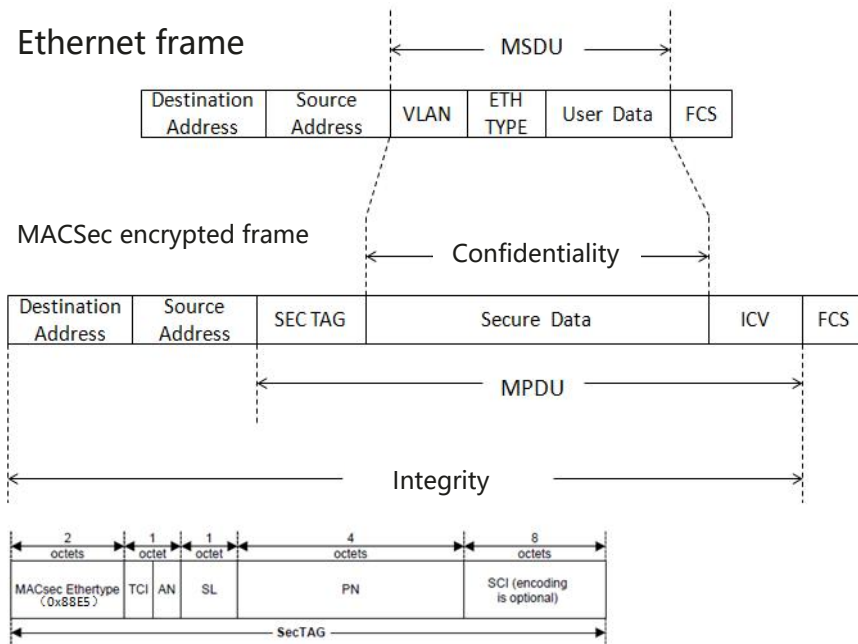 Ethernet frame
MSDU
Destination Address
Source Address
VLAN
ETH TYPE
User Data
FCS
MACSec encrypted frame
Confidentiality
Destination Address
Source Address
SEC TAG
Secure Data
ICV
FCS
MPDU
Integrity
2 octets
1 octet
1 octet
4 octets
8 octets
MACsec Ethertype (0x88E5)
TCI
AN
SL
PN
SCI (encoding is optional)
SecTAG